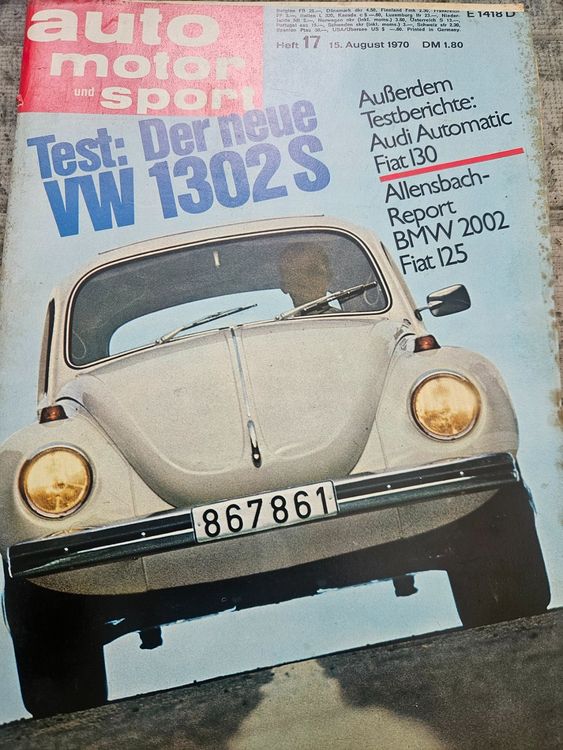 auto
motor
und sport
E 1418 D
Heft 17 15. August 1970 DM 1.80
Test: Der neue
VW 1302 S
Außerdem
Testberichte:
Audi Automatic
Fiat 130
Allensbach-
Report
BMW 2002
Fiat 125
867861